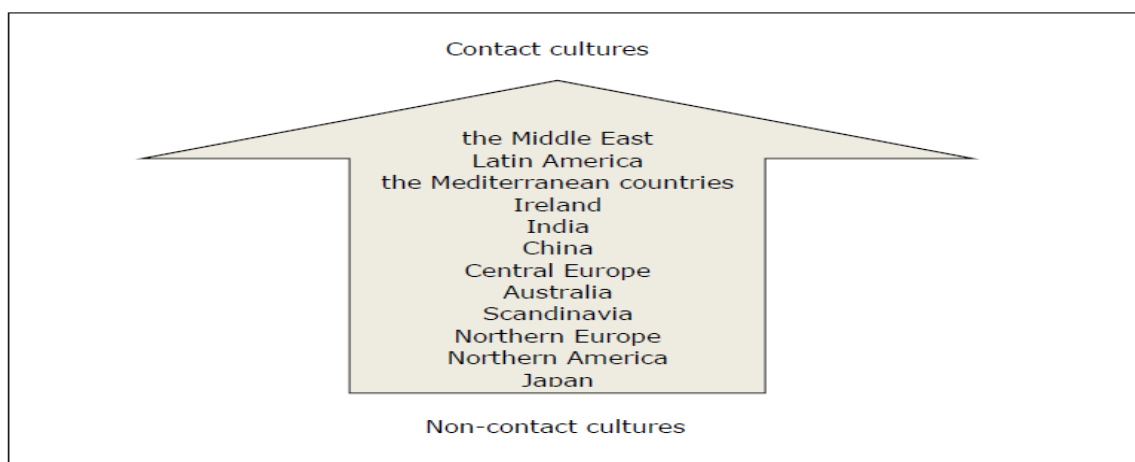 Contact cultures
the Middle East
Latin America
the Mediterranean countries
Ireland
India
China
Central Europe
Australia
Scandinavia
Northern Europe
Northern America
Japan
Non-contact cultures